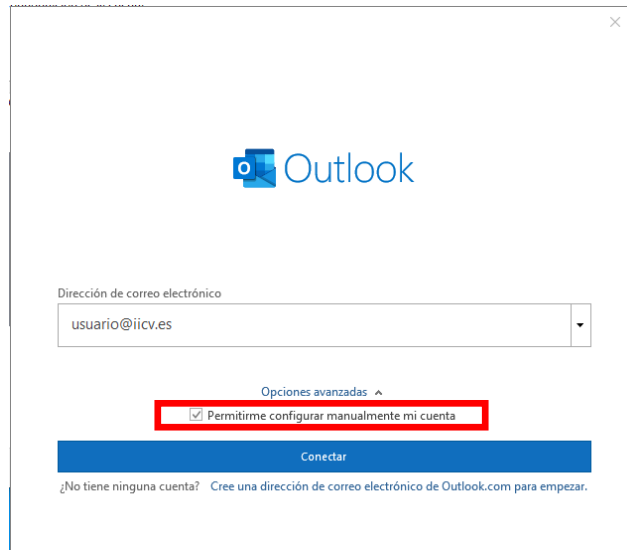 Outlook
Dirección de correo electrónico
usuario@iicv.es
Opciones avanzadas
Permitirme configurar manualmente mi cuenta
Conectar
¿No tiene ninguna cuenta? Cree una dirección de correo electrónico de Outlook.com para empezar.